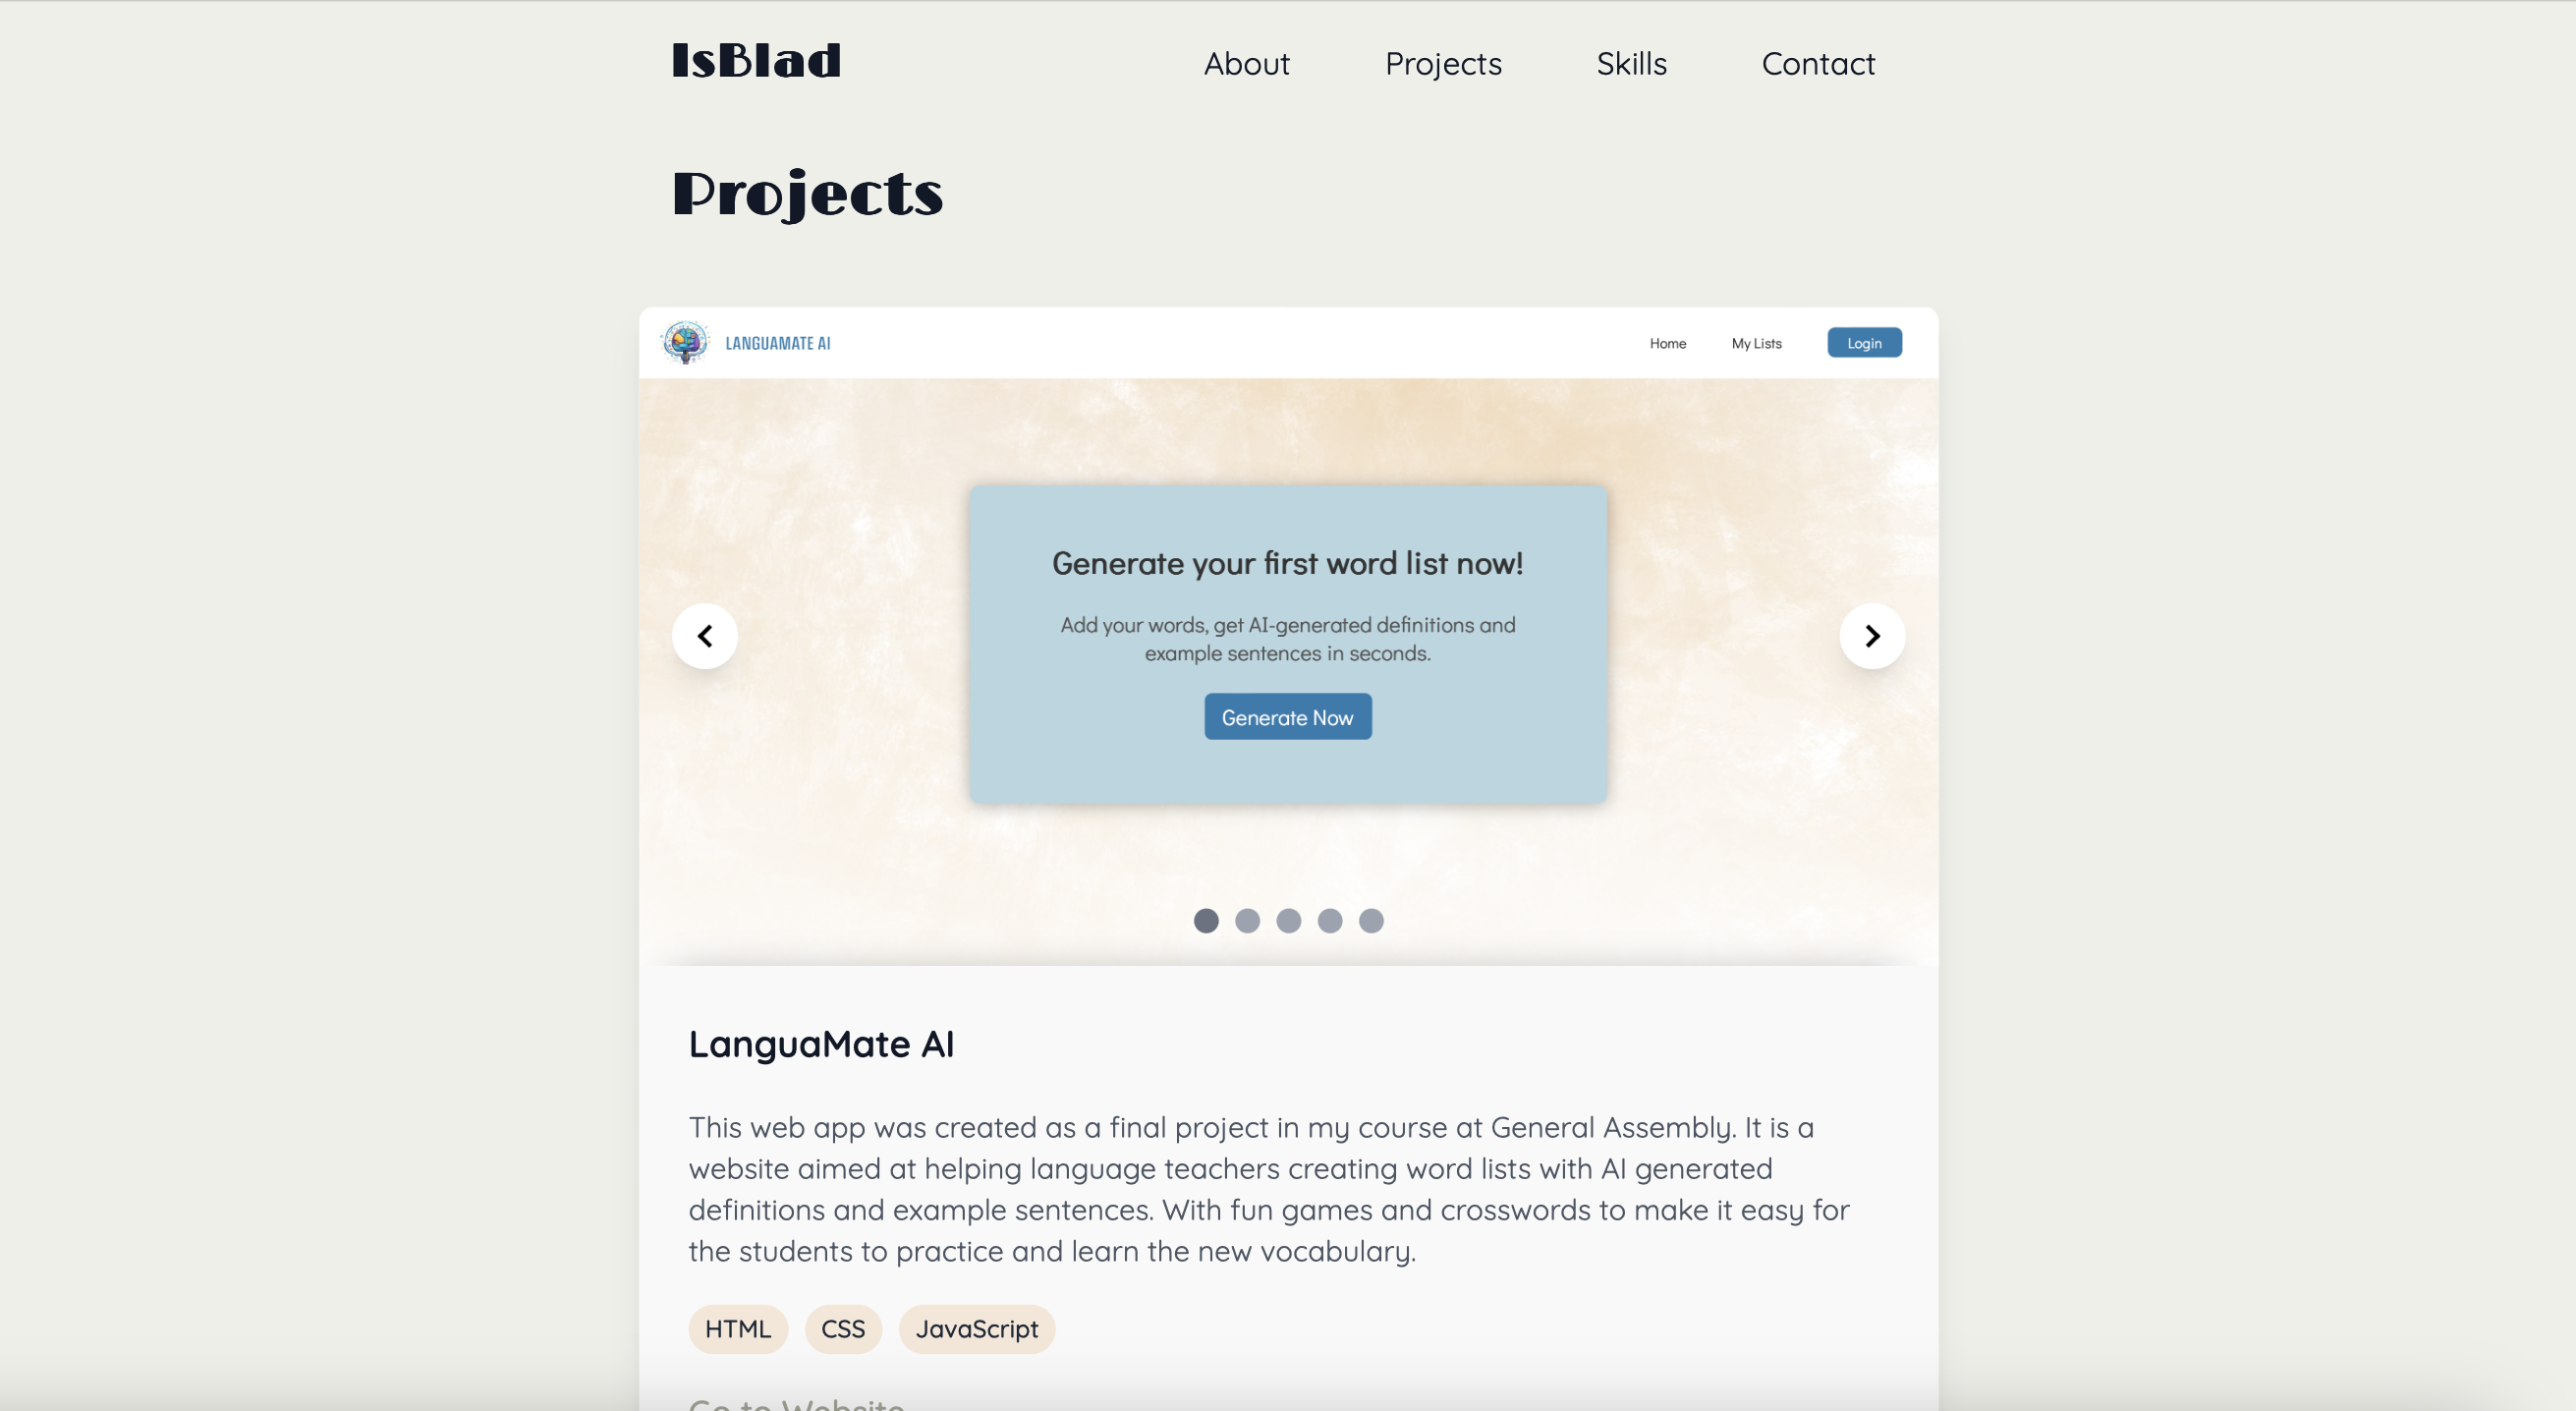 IsBlad
About Projects Skills Contact
Projects
LANGUAMATE AI
Home My Lists Login
Generate your first word list now!
Add your words, get AI-generated definitions and
example sentences in seconds.
Generate Now
LanguaMate AI
This web app was created as a final project in my course at General Assembly. It is a
website aimed at helping language teachers creating word lists with AI generated
definitions and example sentences. With fun games and crosswords to make it easy for
the students to practice and learn the new vocabulary.
HTML CSS JavaScript
Go to Website